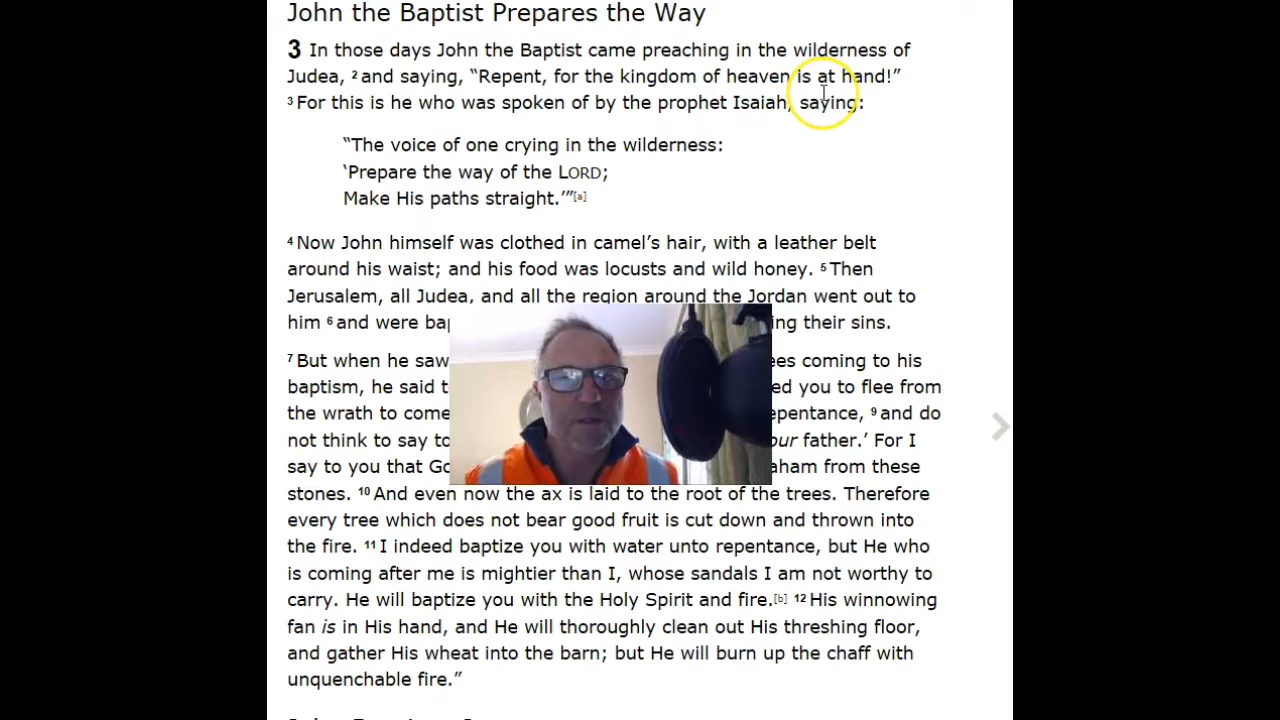 John the Baptist Prepares the Way
3 In those days John the Baptist came preaching in the wilderness of
Judea, 2 and saying, “Repent, for the kingdom of heaven is at hand!”
3 For this is he who was spoken of by the prophet Isaiah, saying:
“The voice of one crying in the wilderness:
‘Prepare the way of the LORD;
Make His paths straight.’”[a]
4 Now John himself was clothed in camel’s hair, with a leather belt
around his waist; and his food was locusts and wild honey. 5 Then
Jerusalem, all Judea, and all the region around the Jordan went out to
him 6 and were ing their sins.
7 But when he saw ees coming to his
baptism, he said ed you to flee from
the wrath to come epentance, 9 and do
not think to say to our father.’ For I
say to you that aham from these
stones. 10 And even now the ax is laid to the root of the trees. Therefore
every tree which does not bear good fruit is cut down and thrown into
the fire. 11 I indeed baptize you with water unto repentance, but He who
is coming after me is mightier than I, whose sandals I am not worthy to
carry. He will baptize you with the Holy Spirit and fire.[b] 12 His winnowing
fan is in His hand, and He will thoroughly clean out His threshing floor,
and gather His wheat into the barn; but He will burn up the chaff with
unquenchable fire.”